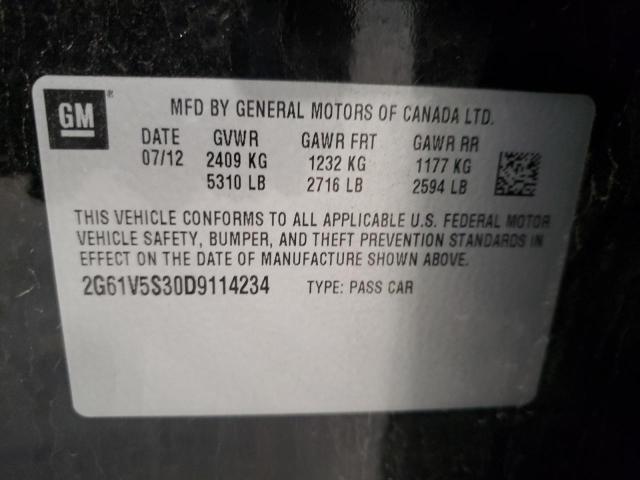 GM ®
MFD BY GENERAL MOTORS OF CANADA LTD.
DATE GVWR GAWR FRT GAWR RR
07/12 2409 KG 1232 KG 1177 KG
5310 LB 2716 LB 2594 LB
THIS VEHICLE CONFORMS TO ALL APPLICABLE U.S. FEDERAL MOTOR
VEHICLE SAFETY, BUMPER, AND THEFT PREVENTION STANDARDS IN
EFFECT ON THE DATE OF MANUFACTURE SHOWN ABOVE.
2G61V5S30D9114234 TYPE: PASS CAR